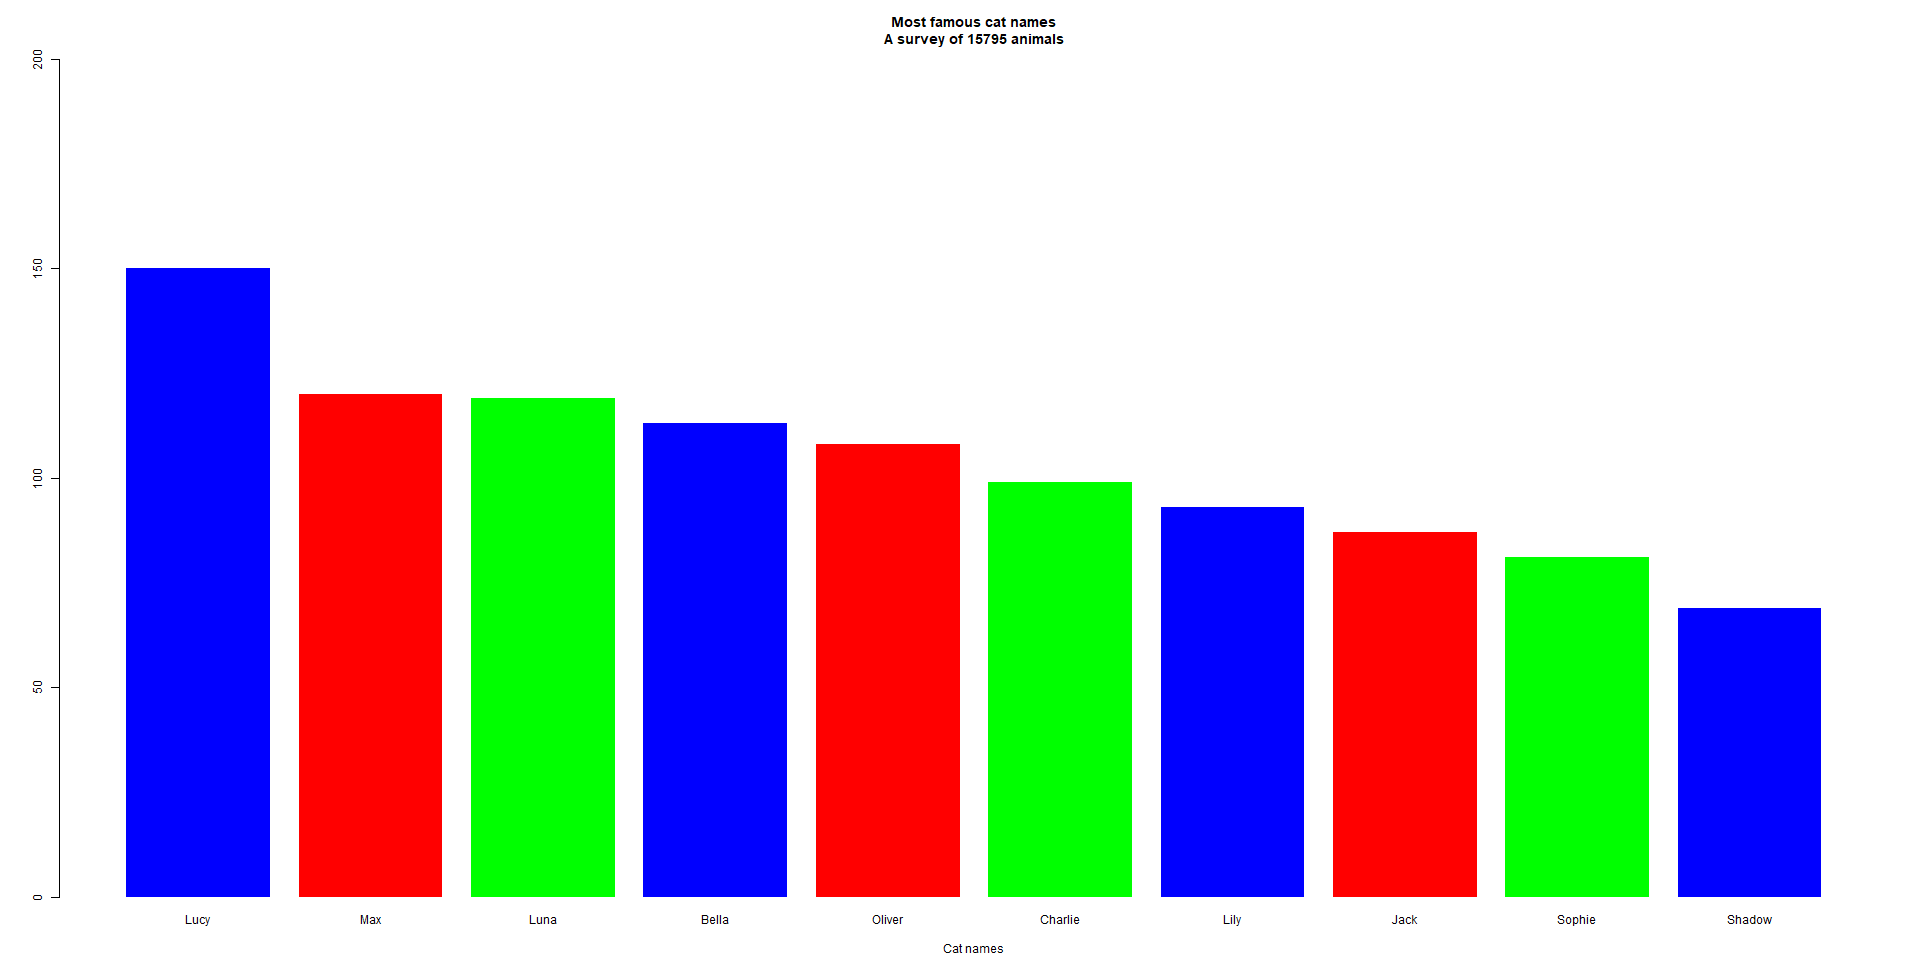 Most famous cat names
A survey of 15795 animals
200
150
100
50
0
Lucy Max Luna Bella Oliver Charlie Lily Jack Sophie Shadow
Cat names